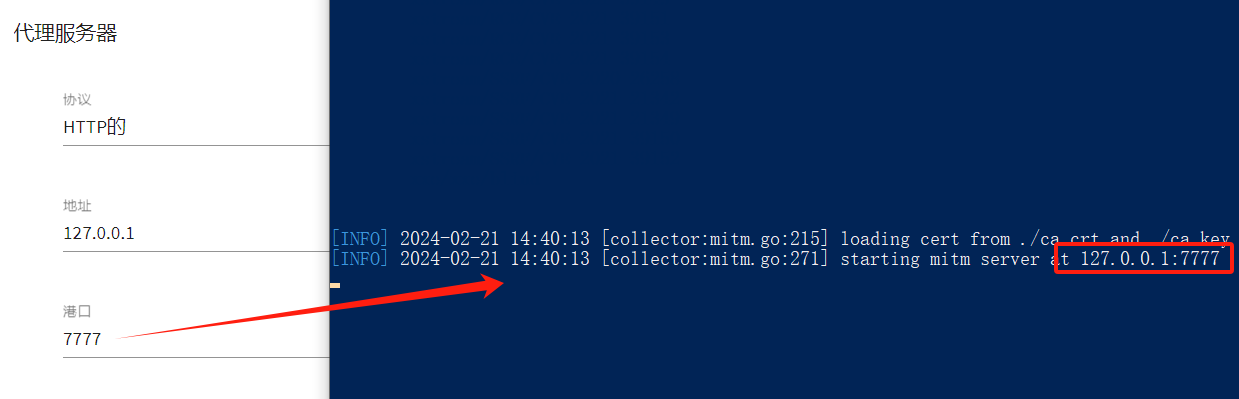 代理服务器
协议
HTTP的
地址
127.0.0.1
港口
7777
[INFO] 2024-02-21 14:40:13 [collector:mitm.go:215] loading cert from ./ca.crt and ./ca.key
[INFO] 2024-02-21 14:40:13 [collector:mitm.go:271] starting mitm server at 127.0.0.1:7777